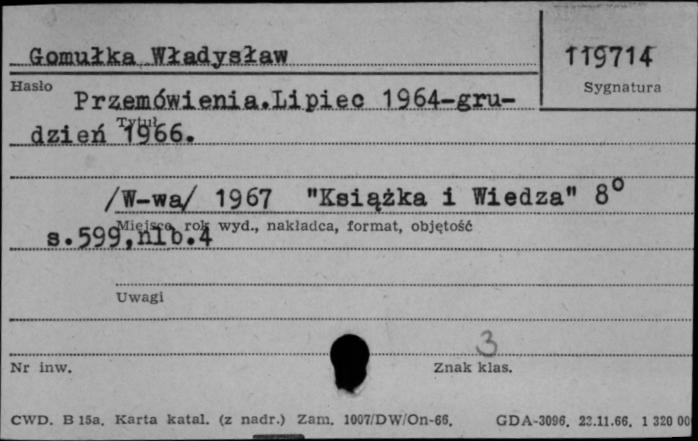 Gomułka Władysław
119714
Hasło
Sygnatura
Przemówienia.Lipiec 1964-gru-
Tytuł
dzień 1966.
/W-wa/ 1967 "Książka i Wiedza" 8°
Miejsce, rok wyd., nakładca, format, objętość
s.599,nlb.4
Uwagi
3
Nr inw.
Znak klas.
CWD. B 15a. Karta katal. (z nadr.) Zam. 1007/DW/On-66. GDA-3096. 22.11.66. 1 320 00